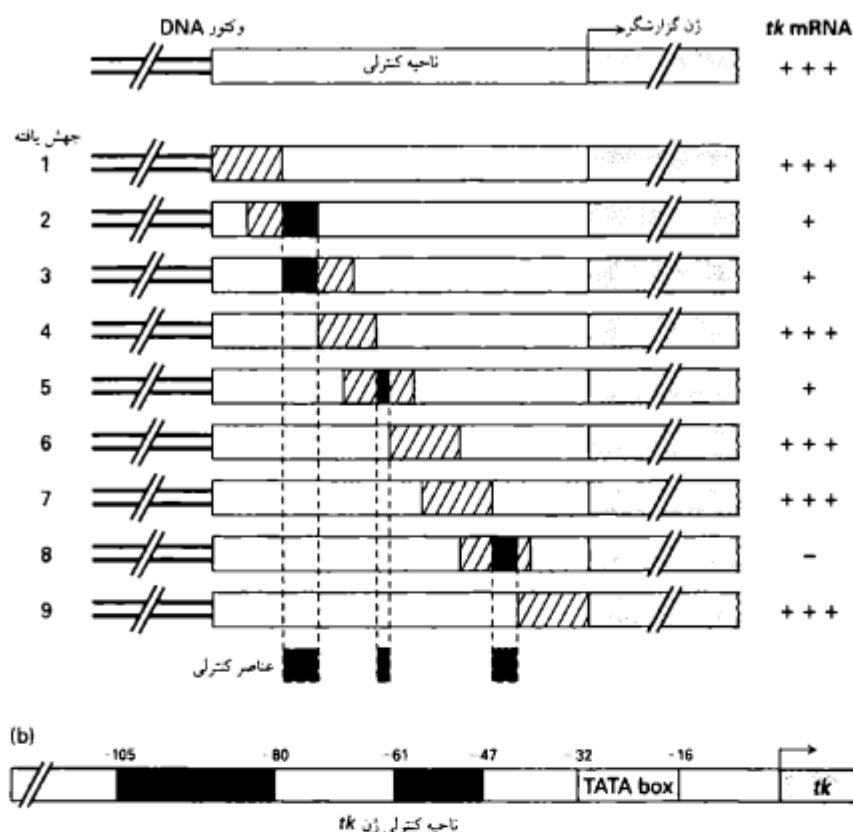 وکتور DNA
ژن گزارشگر
tk mRNA
ناحیه کنترلی
+ + +
جهش یافته
1 + + +
2 +
3 +
4 + + +
5 +
6 + + +
7 + + +
8 –
9 + + +
عناصر کنترلی
(b)
-105 -80 -61 -47 -32 -16
TATA box tk
ناحیه کنترلی ژن tk